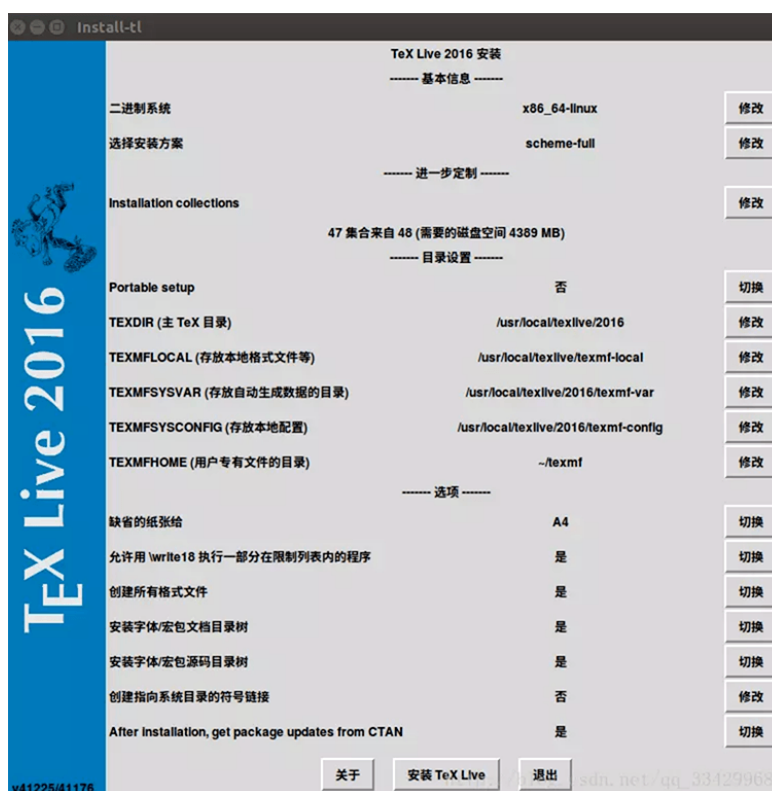 Install-tl
TeX Live 2016 安装
------- 基本信息 -------
二进制系统 x86_64-linux 修改
选择安装方案 scheme-full 修改
------- 进一步定制 -------
Installation collections 修改
47 集合来自 48 (需要的磁盘空间 4389 MB)
------- 目录设置 -------
Portable setup 否 切换
TEXDIR (主 TeX 目录) /usr/local/texlive/2016 修改
TEXMFLOCAL (存放本地格式文件等) /usr/local/texlive/texmf-local 修改
TEXMFSYSVAR (存放自动生成数据的目录) /usr/local/texlive/2016/texmf-var 修改
TEXMFSYSCONFIG (存放本地配置) /usr/local/texlive/2016/texmf-config 修改
TEXMFHOME (用户专有文件的目录) ~/texmf 修改
------- 选项 -------
缺省的纸张给 A4 切换
允许用 \write18 执行一部分在限制列表内的程序 是 切换
创建所有格式文件 是 切换
安装字体/宏包文档目录树 是 切换
安装字体/宏包源码目录树 是 切换
创建指向系统目录的符号链接 否 修改
After installation, get package updates from CTAN 是 切换
关于 安装 TeX Live 退出
TEX Live 2016
v41225/41176
sdn.net/qq_33429968